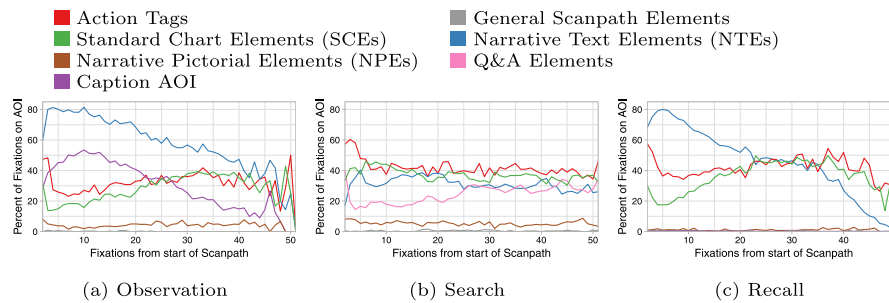 Action Tags
General Scanpath Elements
Standard Chart Elements (SCEs)
Narrative Text Elements (NTEs)
Narrative Pictorial Elements (NPEs)
Q&A Elements
Caption AOI
Percent of Fixations on AOI
80
60
40
20
0
10 20 30 40 50
Fixations from start of Scanpath
(a) Observation
Percent of Fixations on AOI
80
60
40
20
0
10 20 30 40 50
Fixations from start of Scanpath
(b) Search
Percent of Fixations on AOI
80
60
40
20
0
10 20 30 40
Fixations from start of Scanpath
(c) Recall